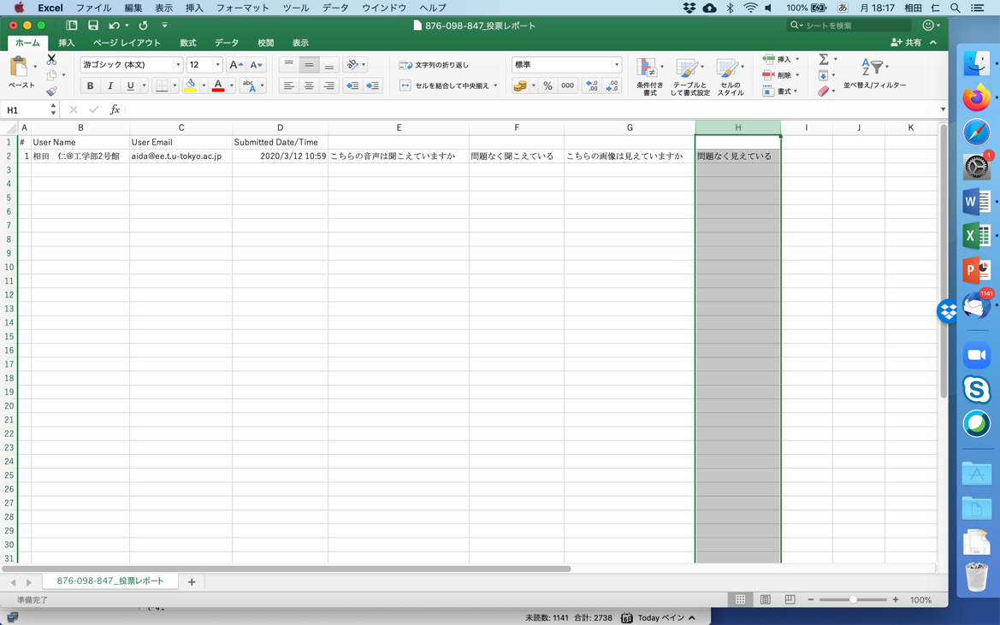 Excel ファイル 編集 表示 挿入 フォーマット ツール データ ウインドウ ヘルプ 100% あ 月18:17 相田 仁
876-098-847_投票レポート シートを検索
ホーム 挿入 ページ レイアウト 数式 データ 校閲 表示 共有
ペースト 游ゴシック (本文) 12 A A 文字列の折り返し 標準 条件付き書式 テーブルとして書式設定 セルのスタイル 挿入 削除 書式 並べ替え/フィルター
B I U A abc A セルを結合して中央揃え % 000 .00 .0 .00
H1 fx
A B C D E F G H I J K
1 # User Name User Email Submitted Date/Time
2 1 相田 仁@工学部2号館 aida@ee.t.u-tokyo.ac.jp 2020/3/12 10:59 こちらの音声は聞こえていますか 問題なく聞こえている こちらの画像は見えていますか 問題なく見えている
3
4
5
6
7
8
9
10
11
12
13
14
15
16
17
18
19
20
21
22
23
24
25
26
27
28
29
30
31
876-098-847_投票レポート +
準備完了 100%
未読数: 1141 合計: 2738 Today ペイン
1
W
X
P
1141
S